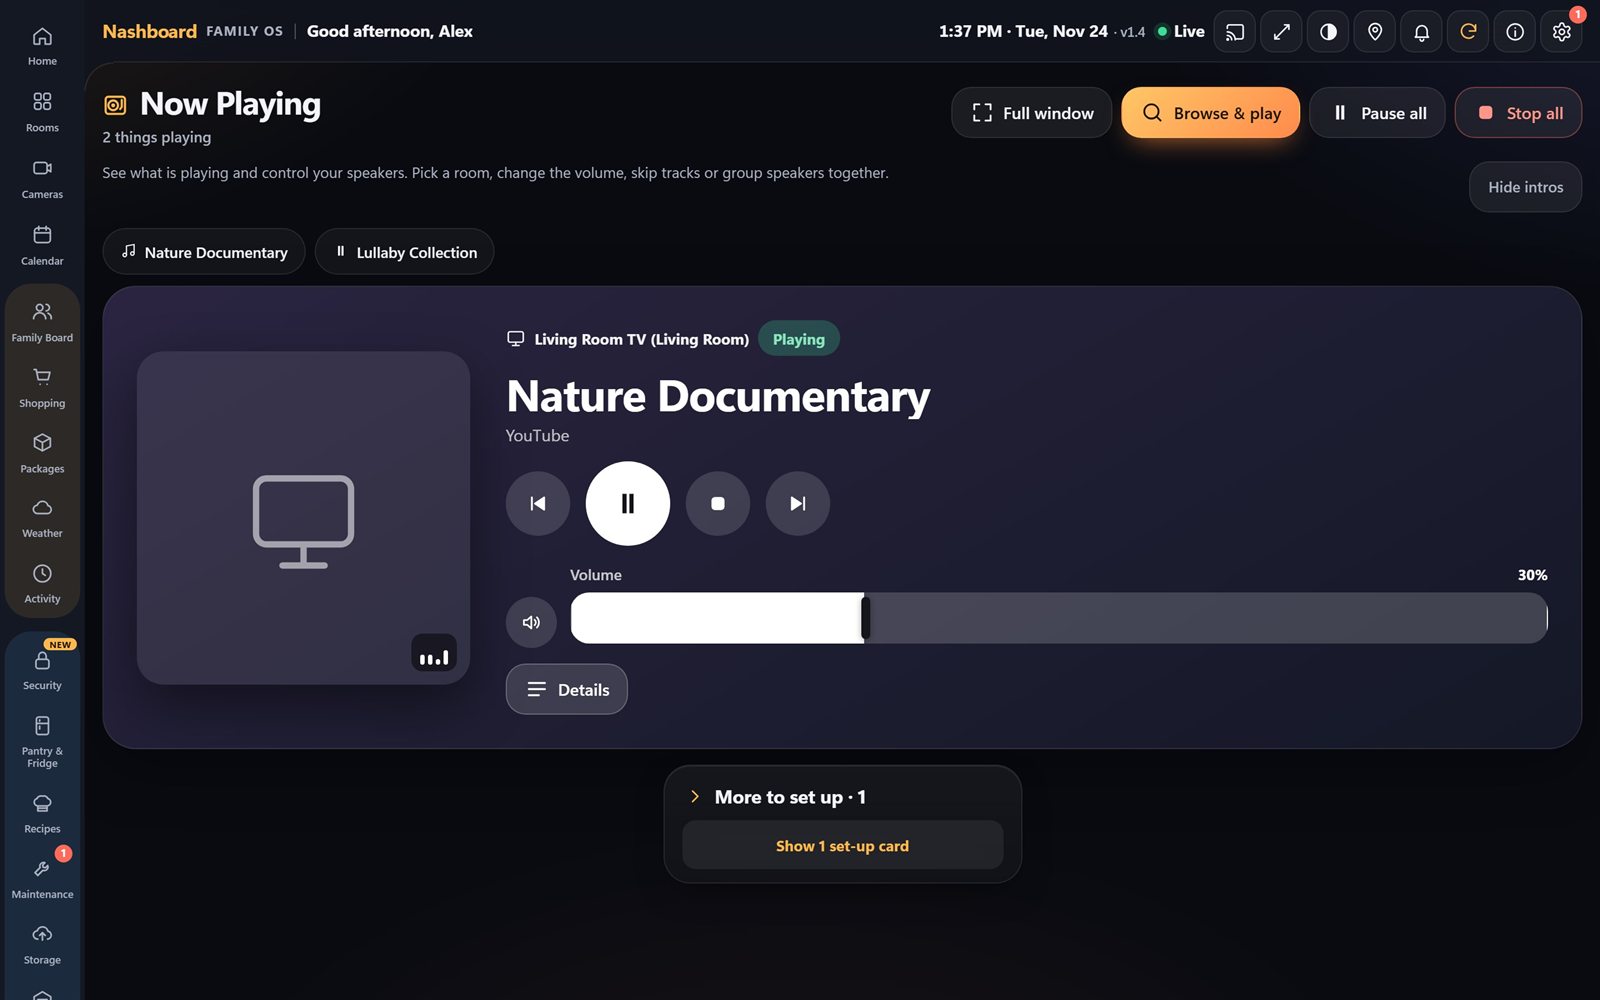 Nashboard FAMILY OS Good afternoon, Alex
1:37 PM · Tue, Nov 24 · v1.4 Live
1
Home
Rooms
Cameras
Calendar
Family Board
Shopping
Packages
Weather
Activity
NEW
Security
Pantry &
Fridge
Recipes
1
Maintenance
Storage
Now Playing
2 things playing
See what is playing and control your speakers. Pick a room, change the volume, skip tracks or group speakers together.
Full window
Browse & play
Pause all
Stop all
Hide intros
Nature Documentary
Lullaby Collection
Living Room TV (Living Room) Playing
Nature Documentary
YouTube
Volume 30%
Details
More to set up · 1
Show 1 set-up card